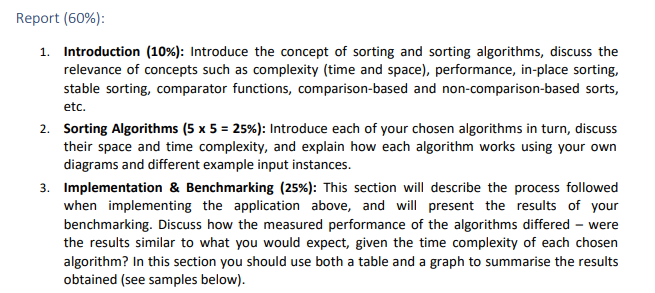 Report (60%):
1. Introduction (10%): Introduce the concept of sorting and sorting algorithms, discuss the
relevance of concepts such as complexity (time and space), performance, in-place sorting,
stable sorting, comparator functions, comparison-based and non-comparison-based sorts,
etc.
2. Sorting Algorithms (5 x 5 = 25%): Introduce each of your chosen algorithms in turn, discuss
their space and time complexity, and explain how each algorithm works using your own
diagrams and different example input instances.
3. Implementation & Benchmarking (25%): This section will describe the process followed
when implementing the application above, and will present the results of your
benchmarking. Discuss how the measured performance of the algorithms differed – were
the results similar to what you would expect, given the time complexity of each chosen
algorithm? In this section you should use both a table and a graph to summarise the results
obtained (see samples below).